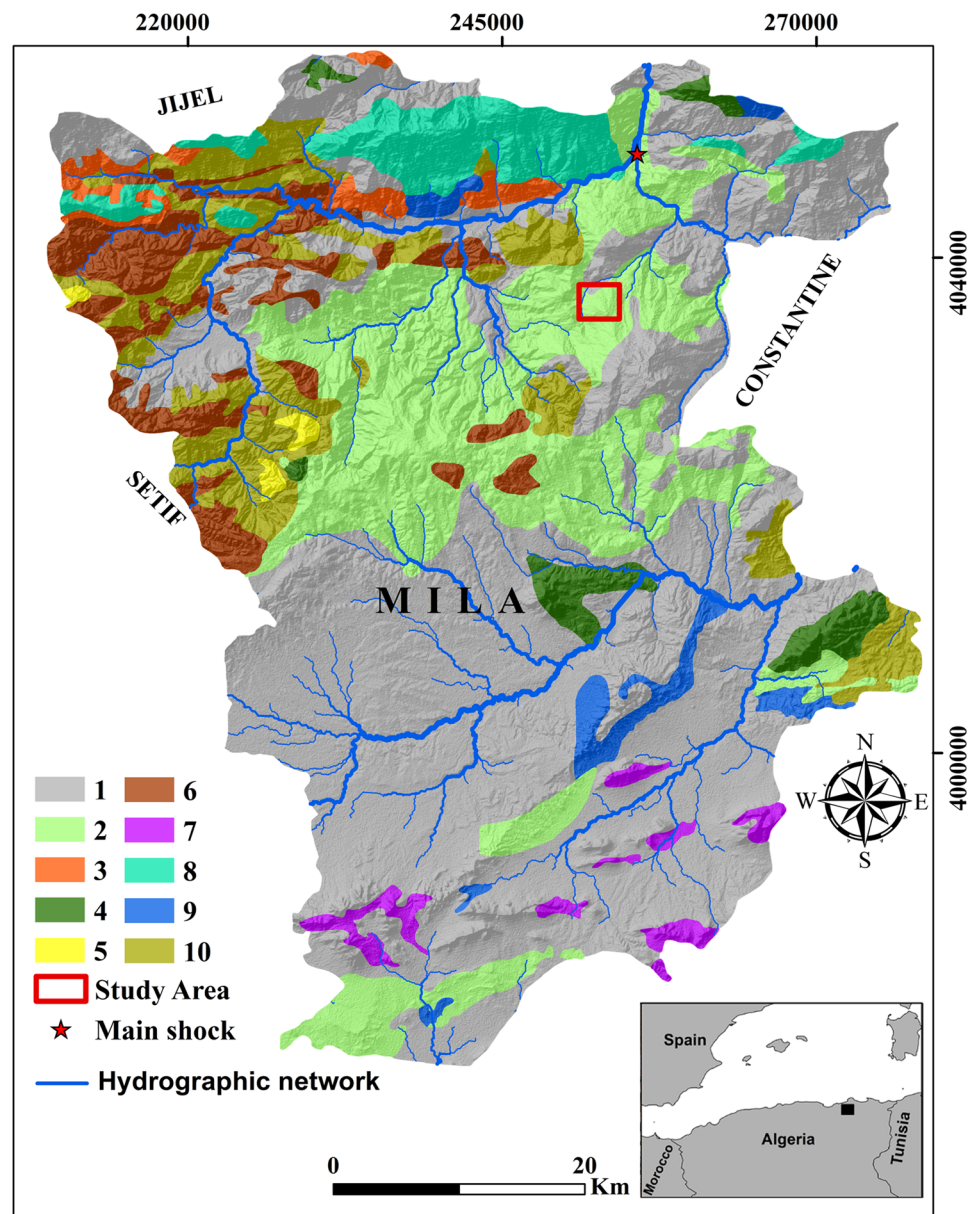 220000 245000 270000
JIJEL
4040000
CONSTANTINE
SETIF
M I L A
4000000
N
W E
S
1 6
2 7
3 8
4 9
5 10
Study Area
Main shock
Hydrographic network
Spain
Algeria
Tunisia
Morocco
0 20
Km